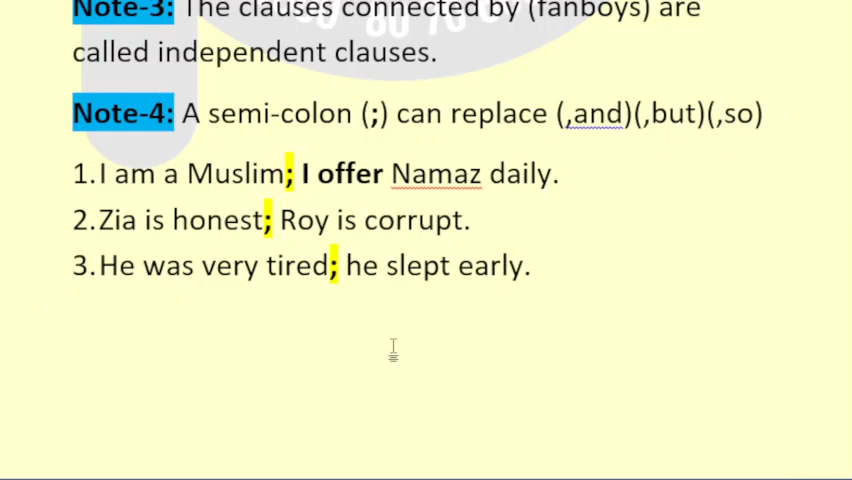 Note-3: The clauses connected by (fanboys) are
called independent clauses.
Note-4: A semi-colon (;) can replace (,and)(,but)(,so)
1.I am a Muslim; I offer Namaz daily.
2.Zia is honest; Roy is corrupt.
3.He was very tired; he slept early.